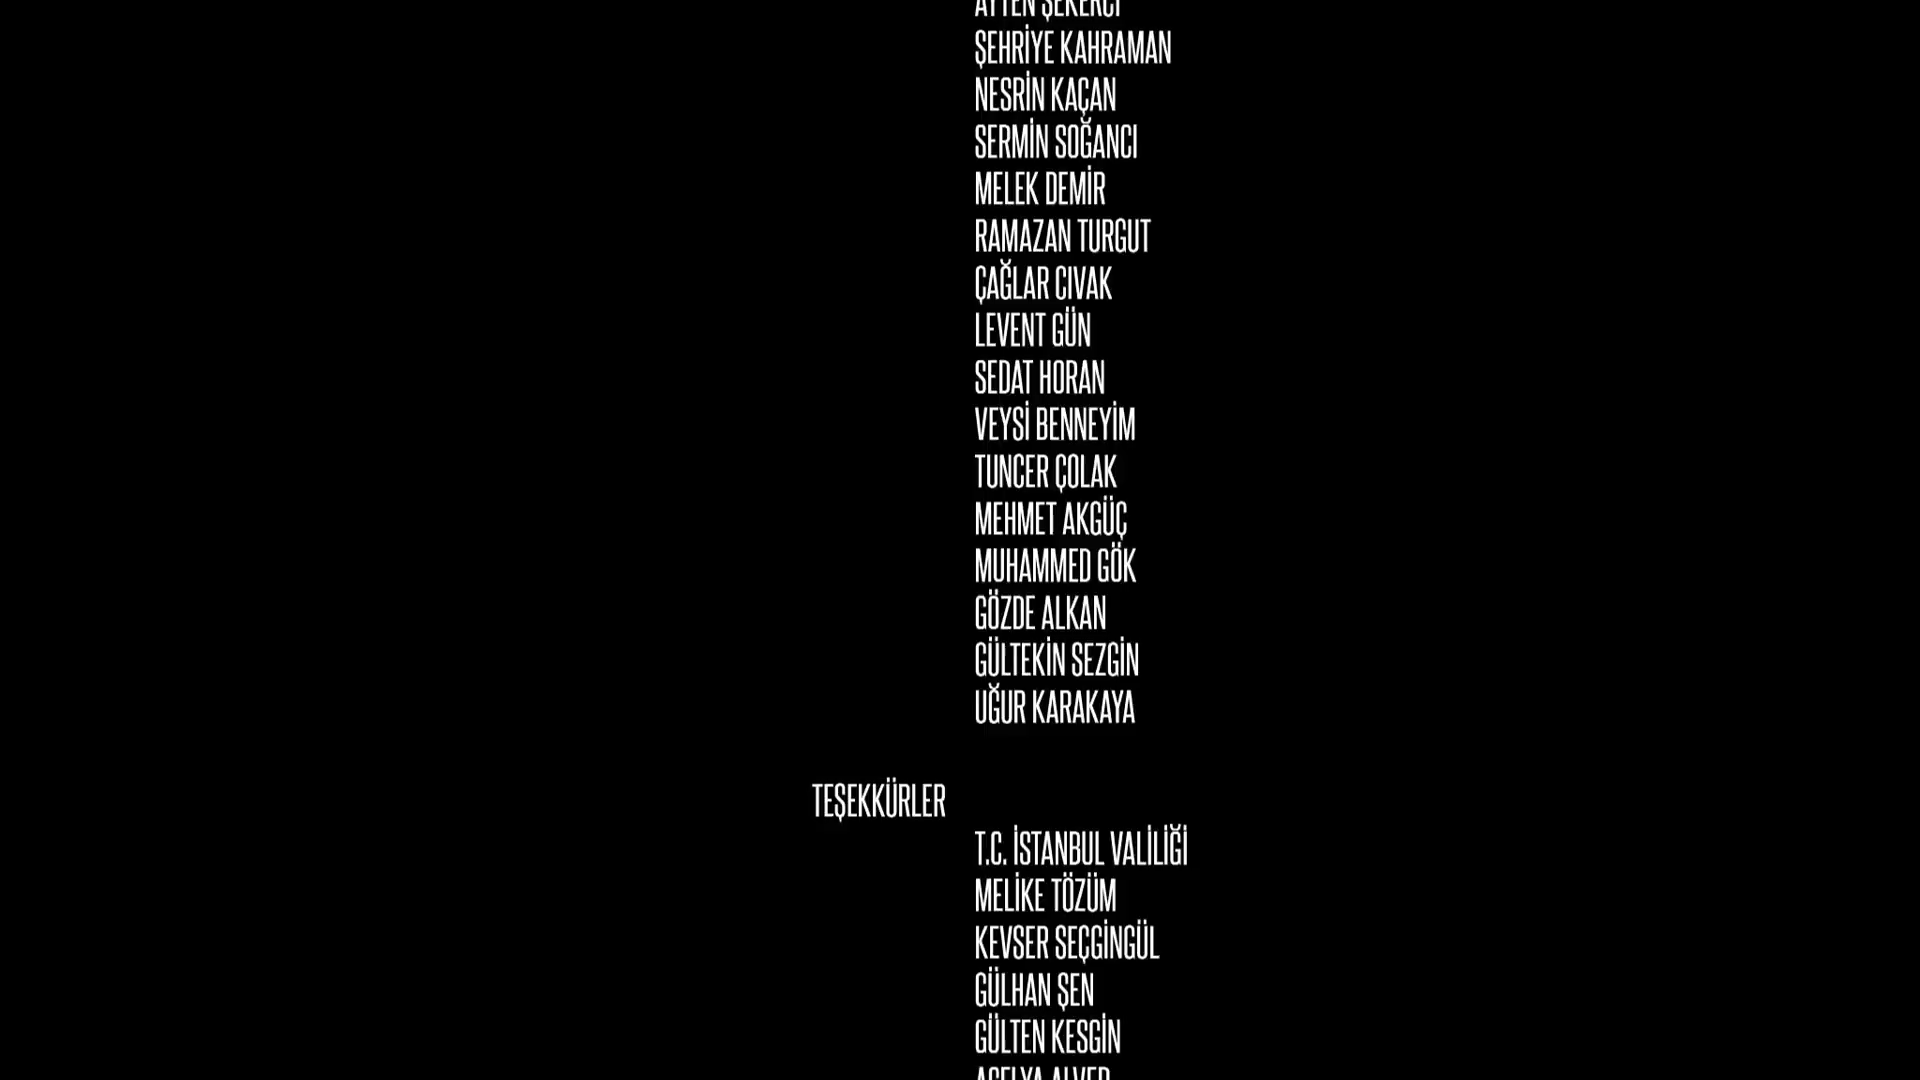 AYTEN ŞEKERCİ
ŞEHRİYE KAHRAMAN
NESRİN KAÇAN
SERMİN SOĞANCI
MELEK DEMİR
RAMAZAN TURGUT
ÇAĞLAR CIVAK
LEVENT GÜN
SEDAT HORAN
VEYSİ BENNEYİM
TUNCER ÇOLAK
MEHMET AKGÜÇ
MUHAMMED GÖK
GÖZDE ALKAN
GÜLTEKİN SEZGİN
UĞUR KARAKAYA
TEŞEKKÜRLER
T.C. İSTANBUL VALİLİĞİ
MELİKE TÖZÜM
KEVSER SEÇGİNGÜL
GÜLHAN ŞEN
GÜLTEN KESGİN